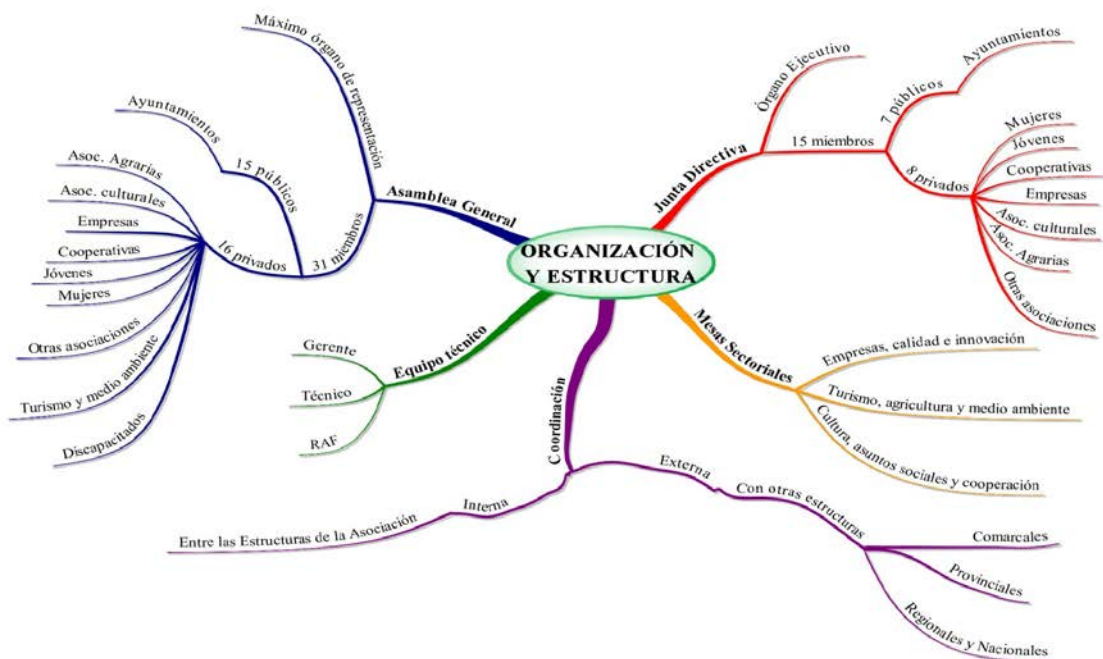 ORGANIZACIÓN
Y ESTRUCTURA
Asamblea General
Máximo órgano de representación
31 miembros
15 públicos
Ayuntamientos
16 privados
Asoc. Agrarías
Asoc. culturales
Empresas
Cooperativas
Jóvenes
Mujeres
Otras asociaciones
Turismo y medio ambiente
Discapacitados
Junta Directiva
Órgano Ejecutivo
15 miembros
7 públicos
Ayuntamientos
8 privados
Mujeres
Jóvenes
Cooperativas
Empresas
Asoc. culturales
Asoc. Agrarias
Otras asociaciones
Mesas Sectoriales
Empresas, calidad e innovación
Turismo, agricultura y medio ambiente
Cultura, asuntos sociales y cooperación
Equipo técnico
Gerente
Técnico
RAF
Coordinación
Interna
Entre las Estructuras de la Asociación
Externa
Con otras estructuras
Comarcales
Provinciales
Regionales y Nacionales